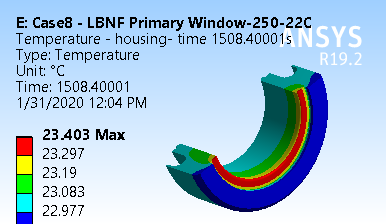 E: Case8 - LBNF Primary Window-250-22C
Temperature - housing- time 1508.40001s
ANSYS
R19.2
Type: Temperature
Unit: °C
Time: 1508.40001
1/31/2020 12:04 PM
23.403 Max
23.297
23.19
23.083
22.977